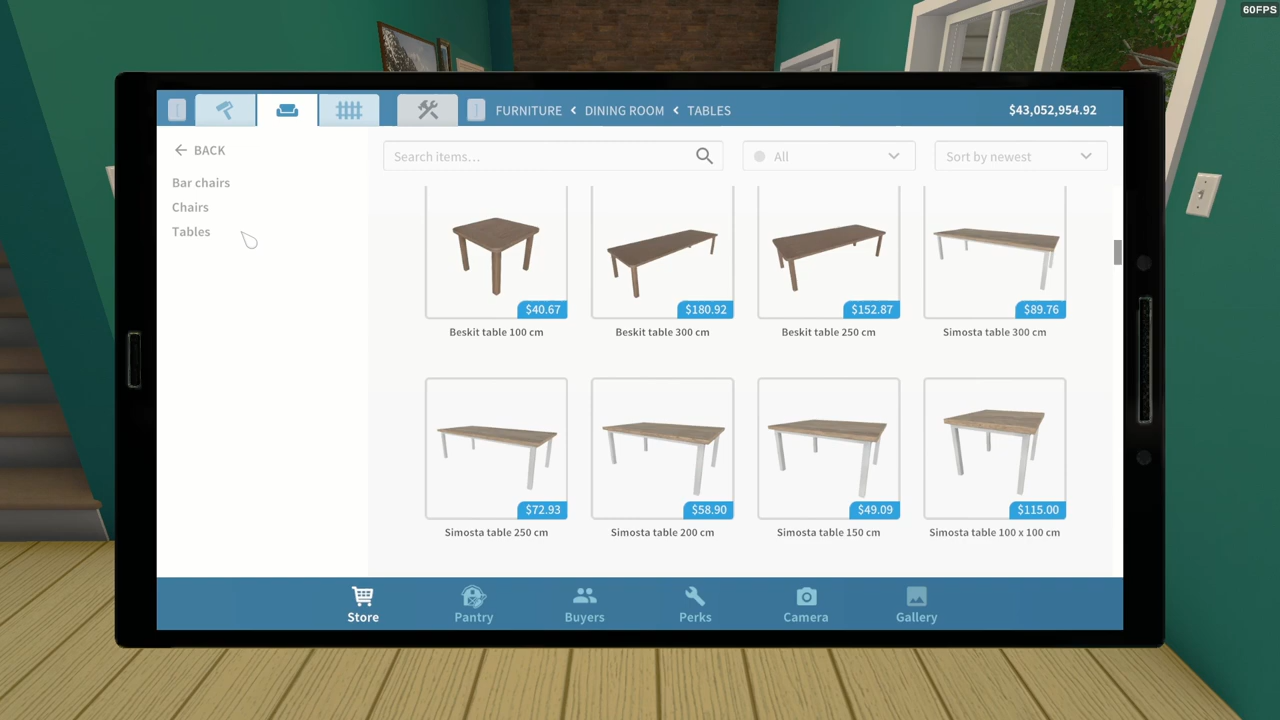 60FPS
FURNITURE < DINING ROOM < TABLES
$43,052,954.92
BACK
Search items...
All
Sort by newest
Bar chairs
Chairs
Tables
$40.67
$180.92
$152.87
$89.76
Beskit table 100 cm
Beskit table 300 cm
Beskit table 250 cm
Simosta table 300 cm
$72.93
$58.90
$49.09
$115.00
Simosta table 250 cm
Simosta table 200 cm
Simosta table 150 cm
Simosta table 100 x 100 cm
Store
Pantry
Buyers
Perks
Camera
Gallery